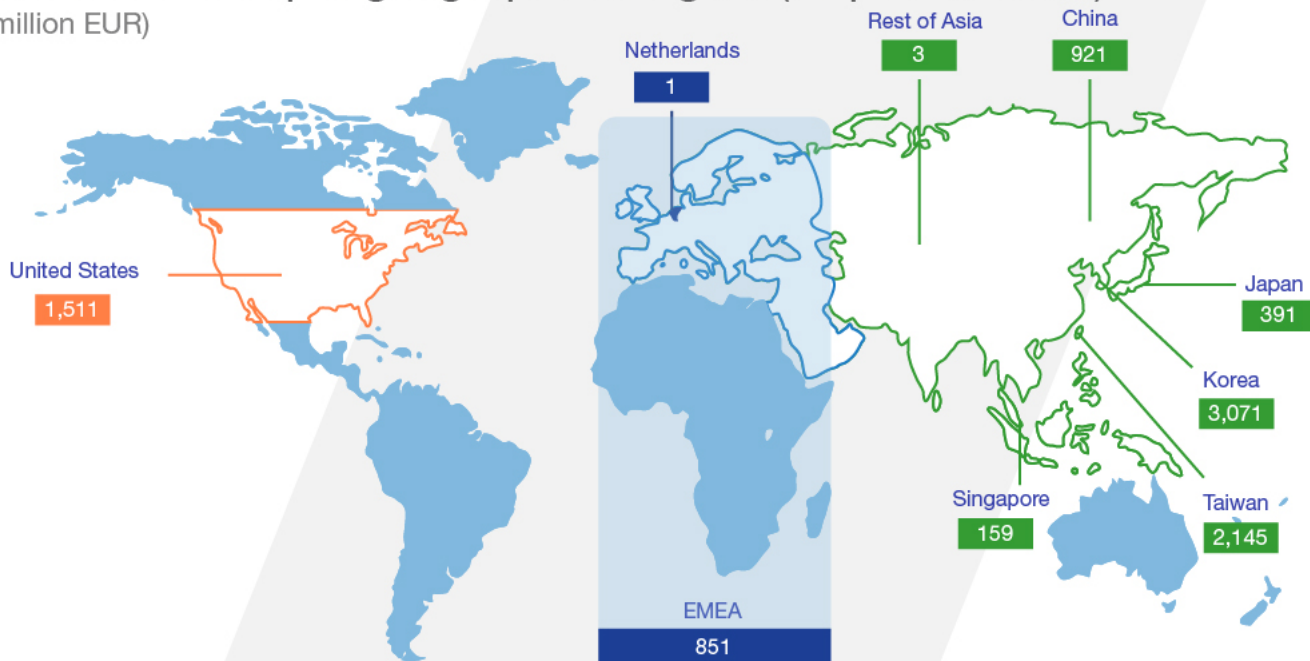 million EUR)
Rest of Asia
3
China
921
Netherlands
1
United States
1,511
Japan
391
Korea
3,071
Singapore
159
Taiwan
2,145
EMEA
851